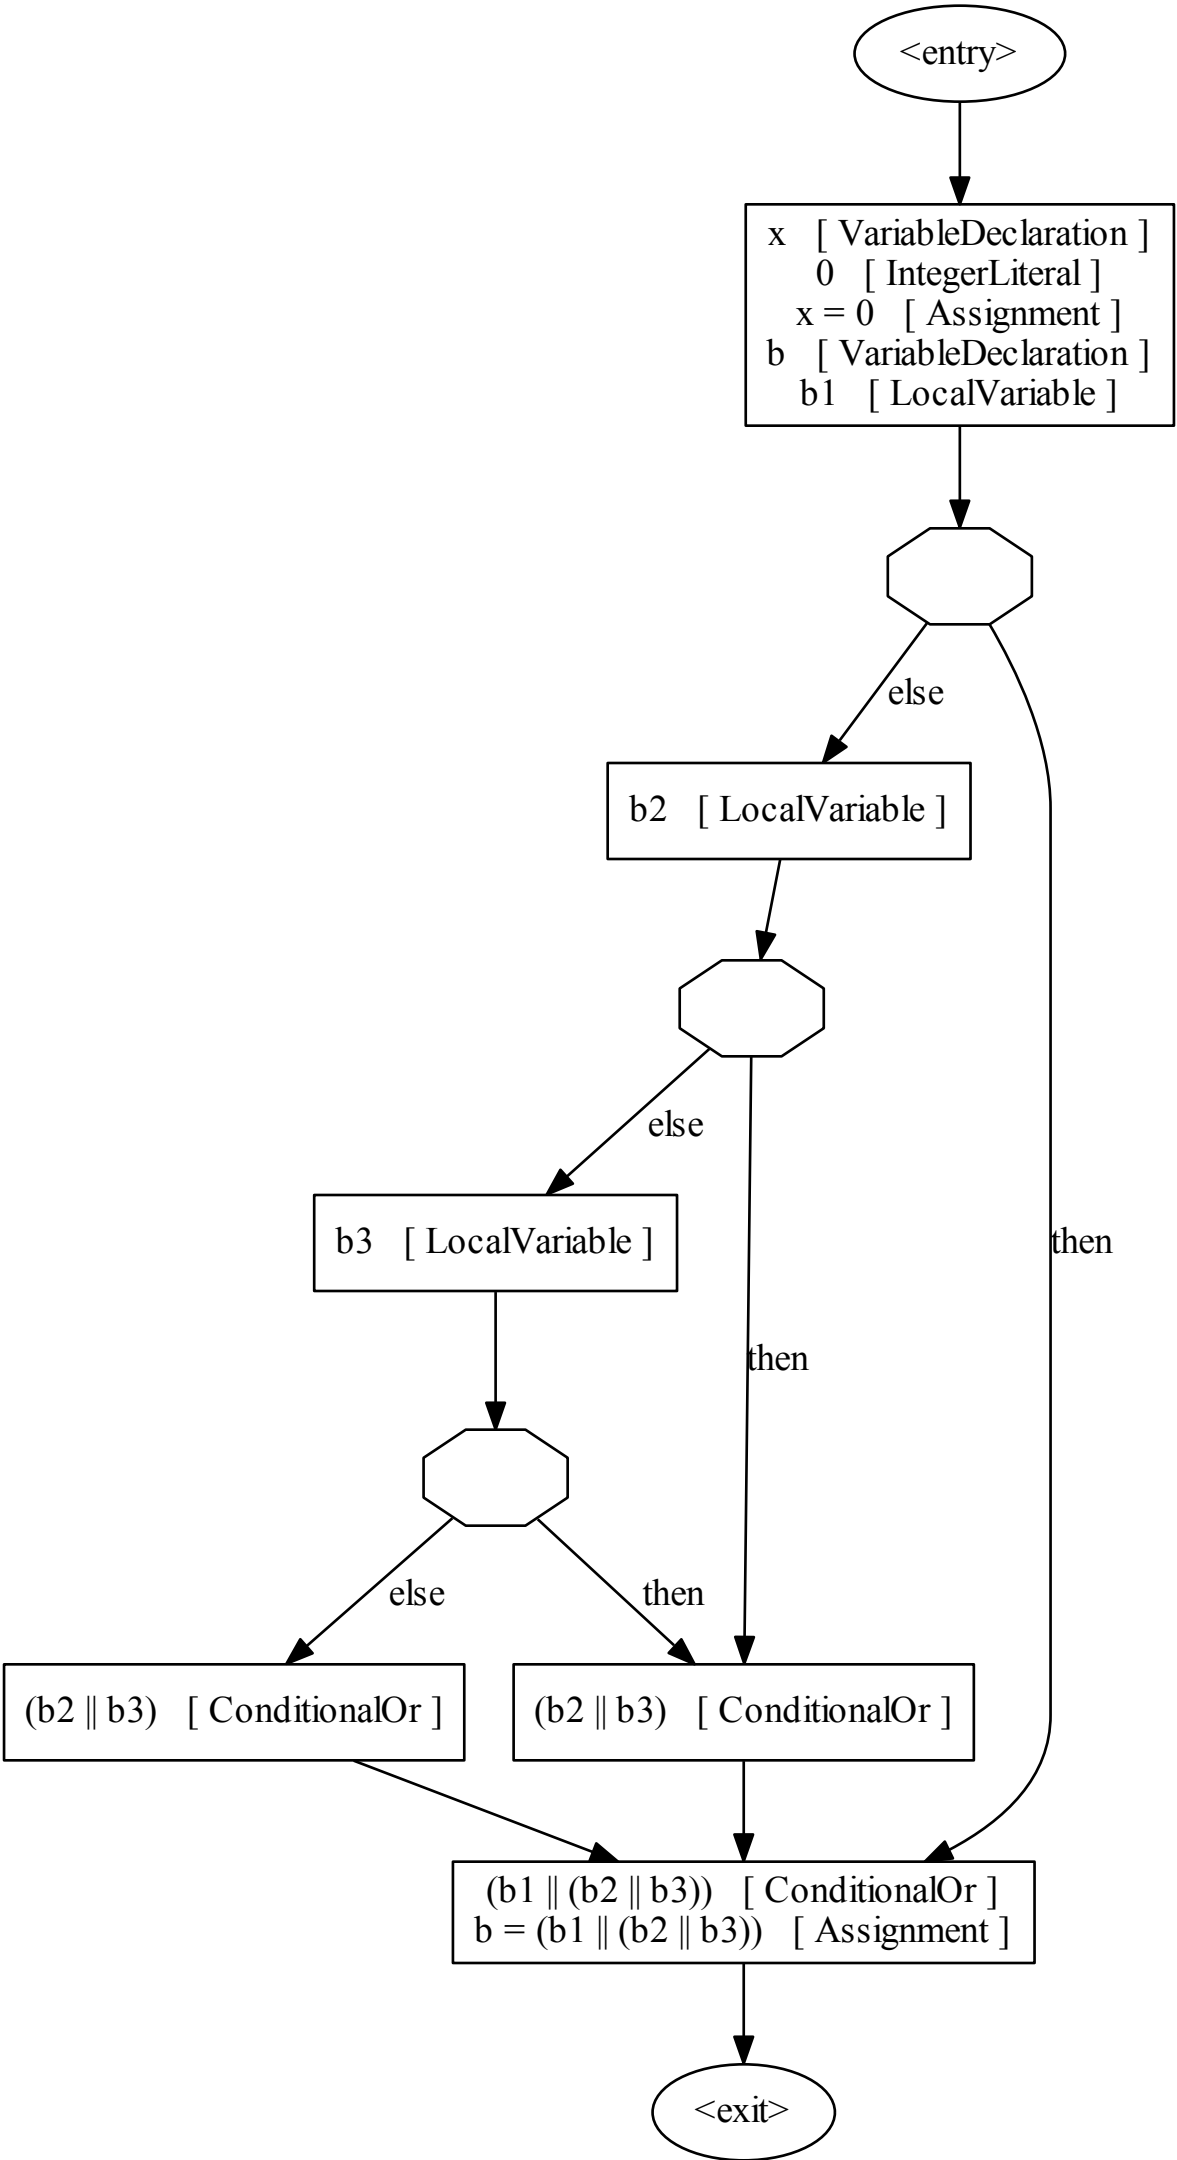 <entry>
x [ VariableDeclaration ]
0 [ IntegerLiteral ]
x = 0 [ Assignment ]
b [ VariableDeclaration ]
b1 [ LocalVariable ]
else
b2 [ LocalVariable ]
else
b3 [ LocalVariable ]
then
then
else
then
(b2 || b3) [ ConditionalOr ]
(b2 || b3) [ ConditionalOr ]
(b1 || (b2 || b3)) [ ConditionalOr ]
b = (b1 || (b2 || b3)) [ Assignment ]
<exit>